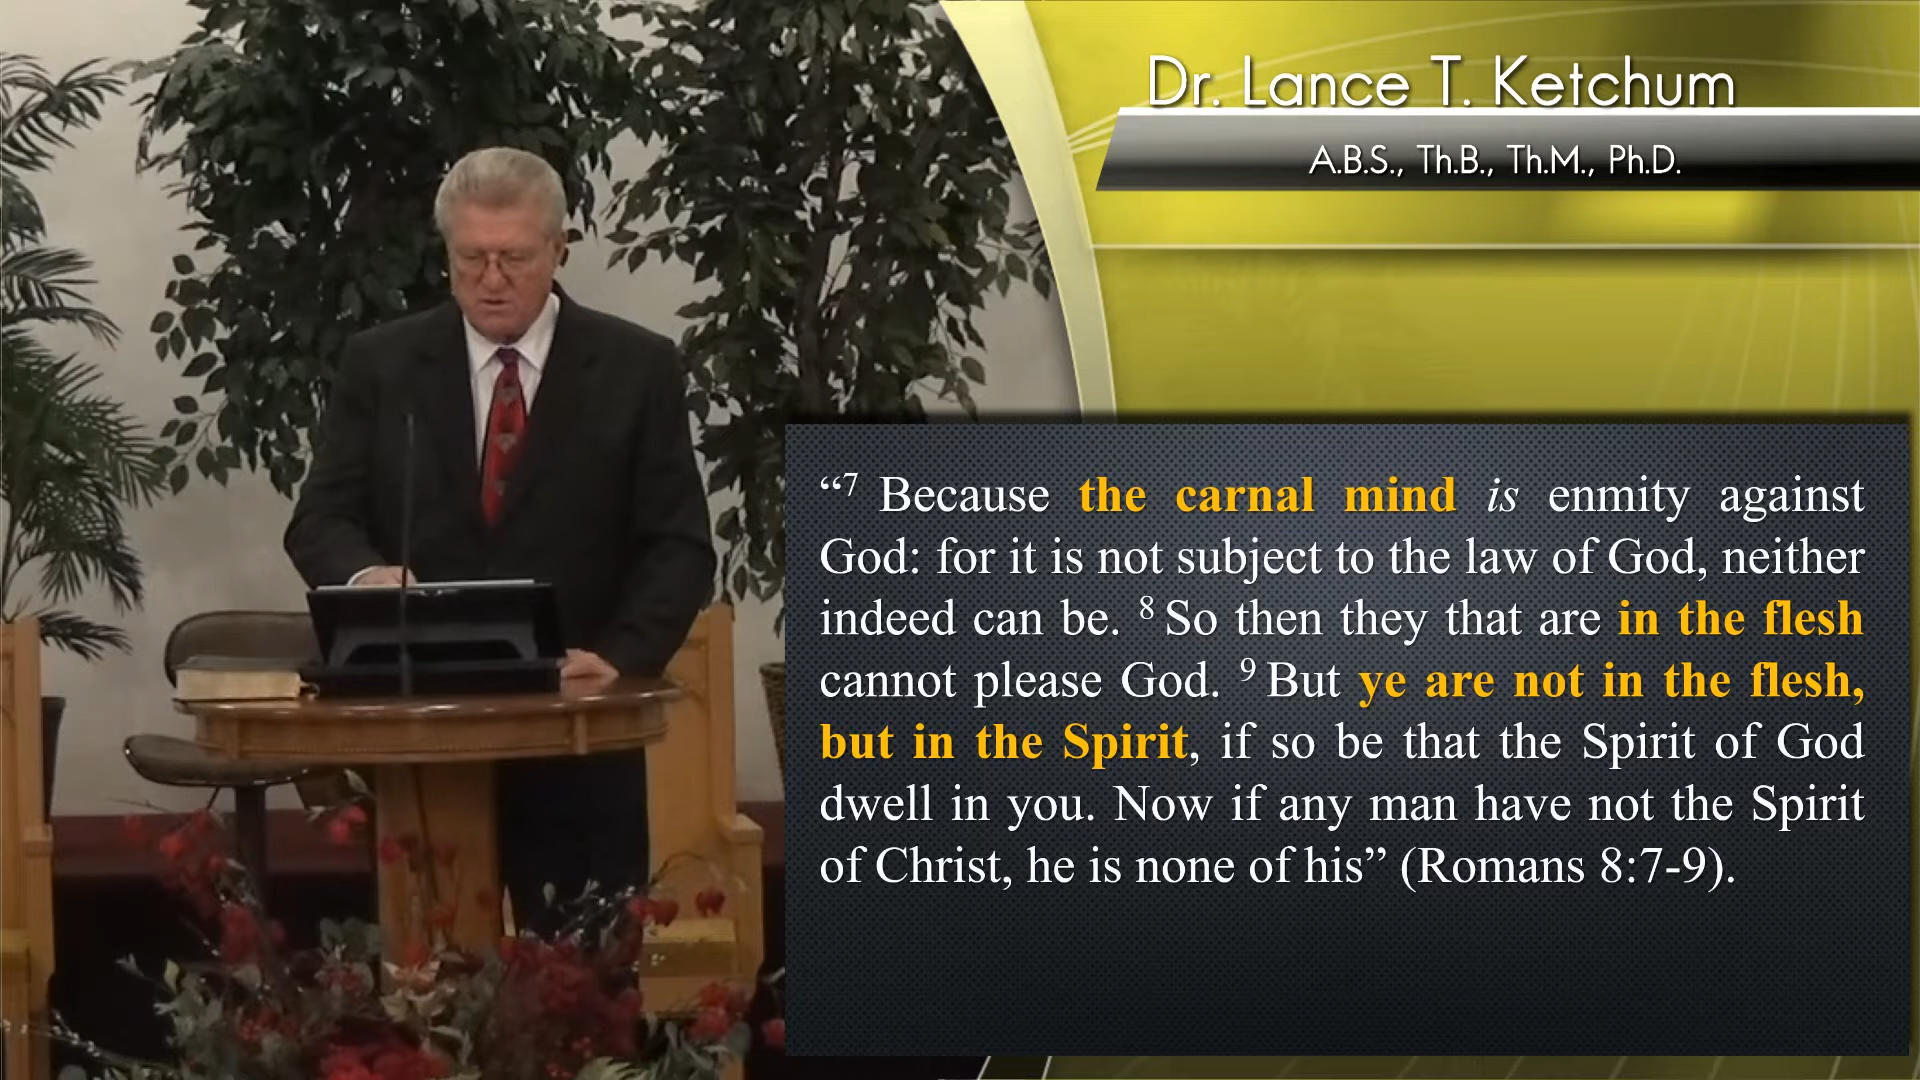 Dr. Lance T. Ketchum
A.B.S., Th.B., Th.M., Ph.D.
“7 Because the carnal mind is enmity against
God: for it is not subject to the law of God, neither
indeed can be. 8 So then they that are in the flesh
cannot please God. 9 But ye are not in the flesh,
but in the Spirit, if so be that the Spirit of God
dwell in you. Now if any man have not the Spirit
of Christ, he is none of his” (Romans 8:7-9).